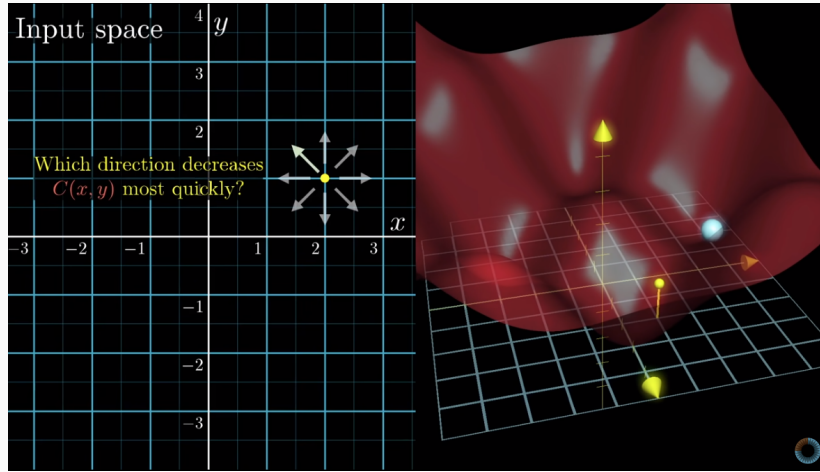 Input space
y
4
3
2
Which direction decreases
C(x, y) most quickly?
x
−3
−2
−1
1
2
3
−1
−2
−3